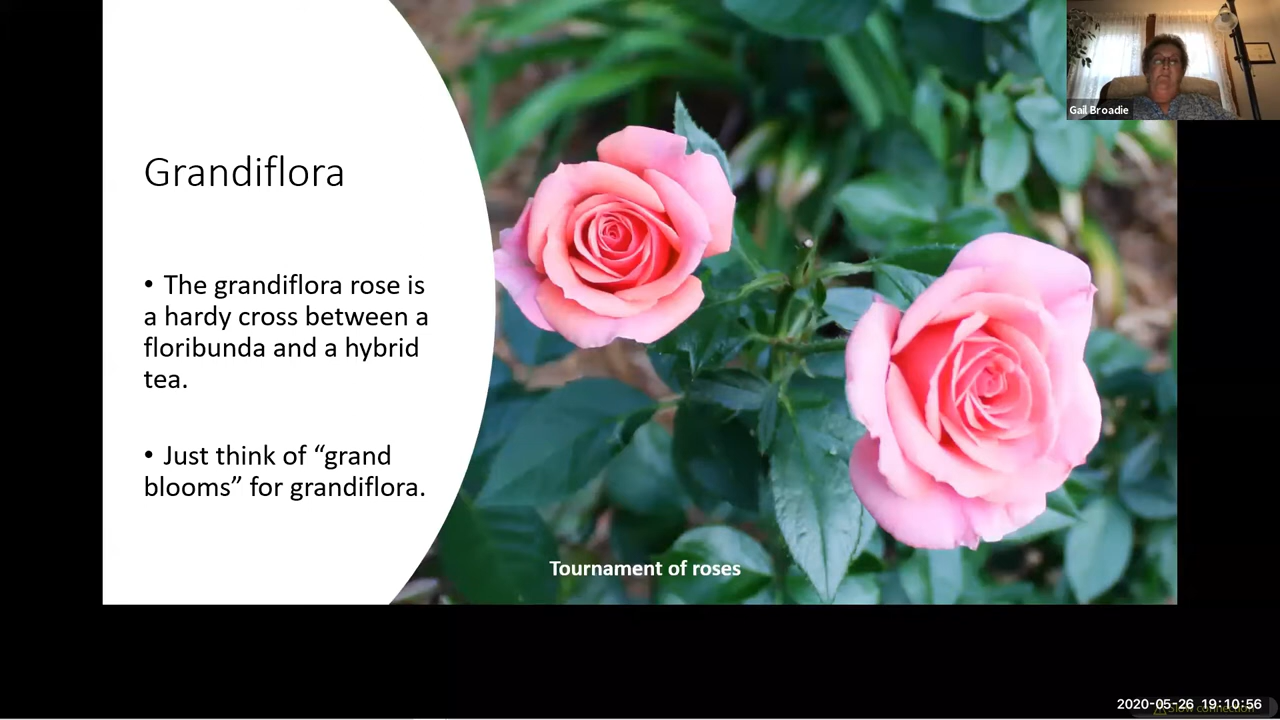 Gail Broadie
Grandiflora
• The grandiflora rose is
a hardy cross between a
floribunda and a hybrid
tea.
• Just think of “grand
blooms” for grandiflora.
Tournament of roses
2020-05-26 19:10:56